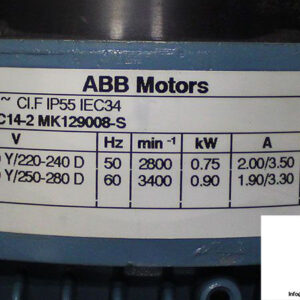 ABB Motors
~ Cl.F IP55 IEC34
C14-2 MK129008-S
V Hz min -1 kW A
Y/220-240 D 50 2800 0.75 2.00/3.50
Y/250-280 D 60 3400 0.90 1.90/3.30